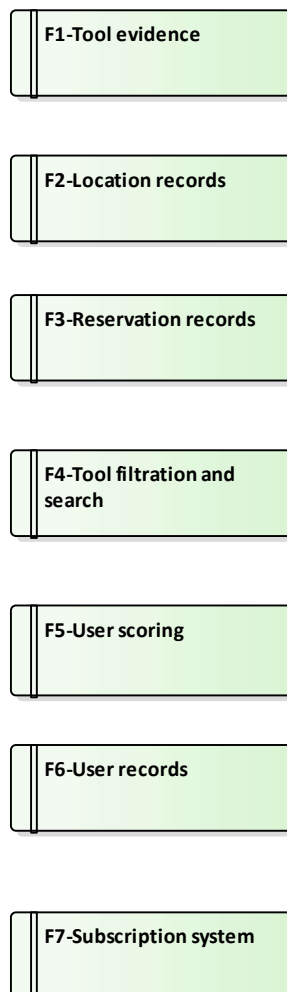 F1-Tool evidence
F2-Location records
F3-Reservation records
F4-Tool filtration and
search
F5-User scoring
F6-User records
F7-Subscription system